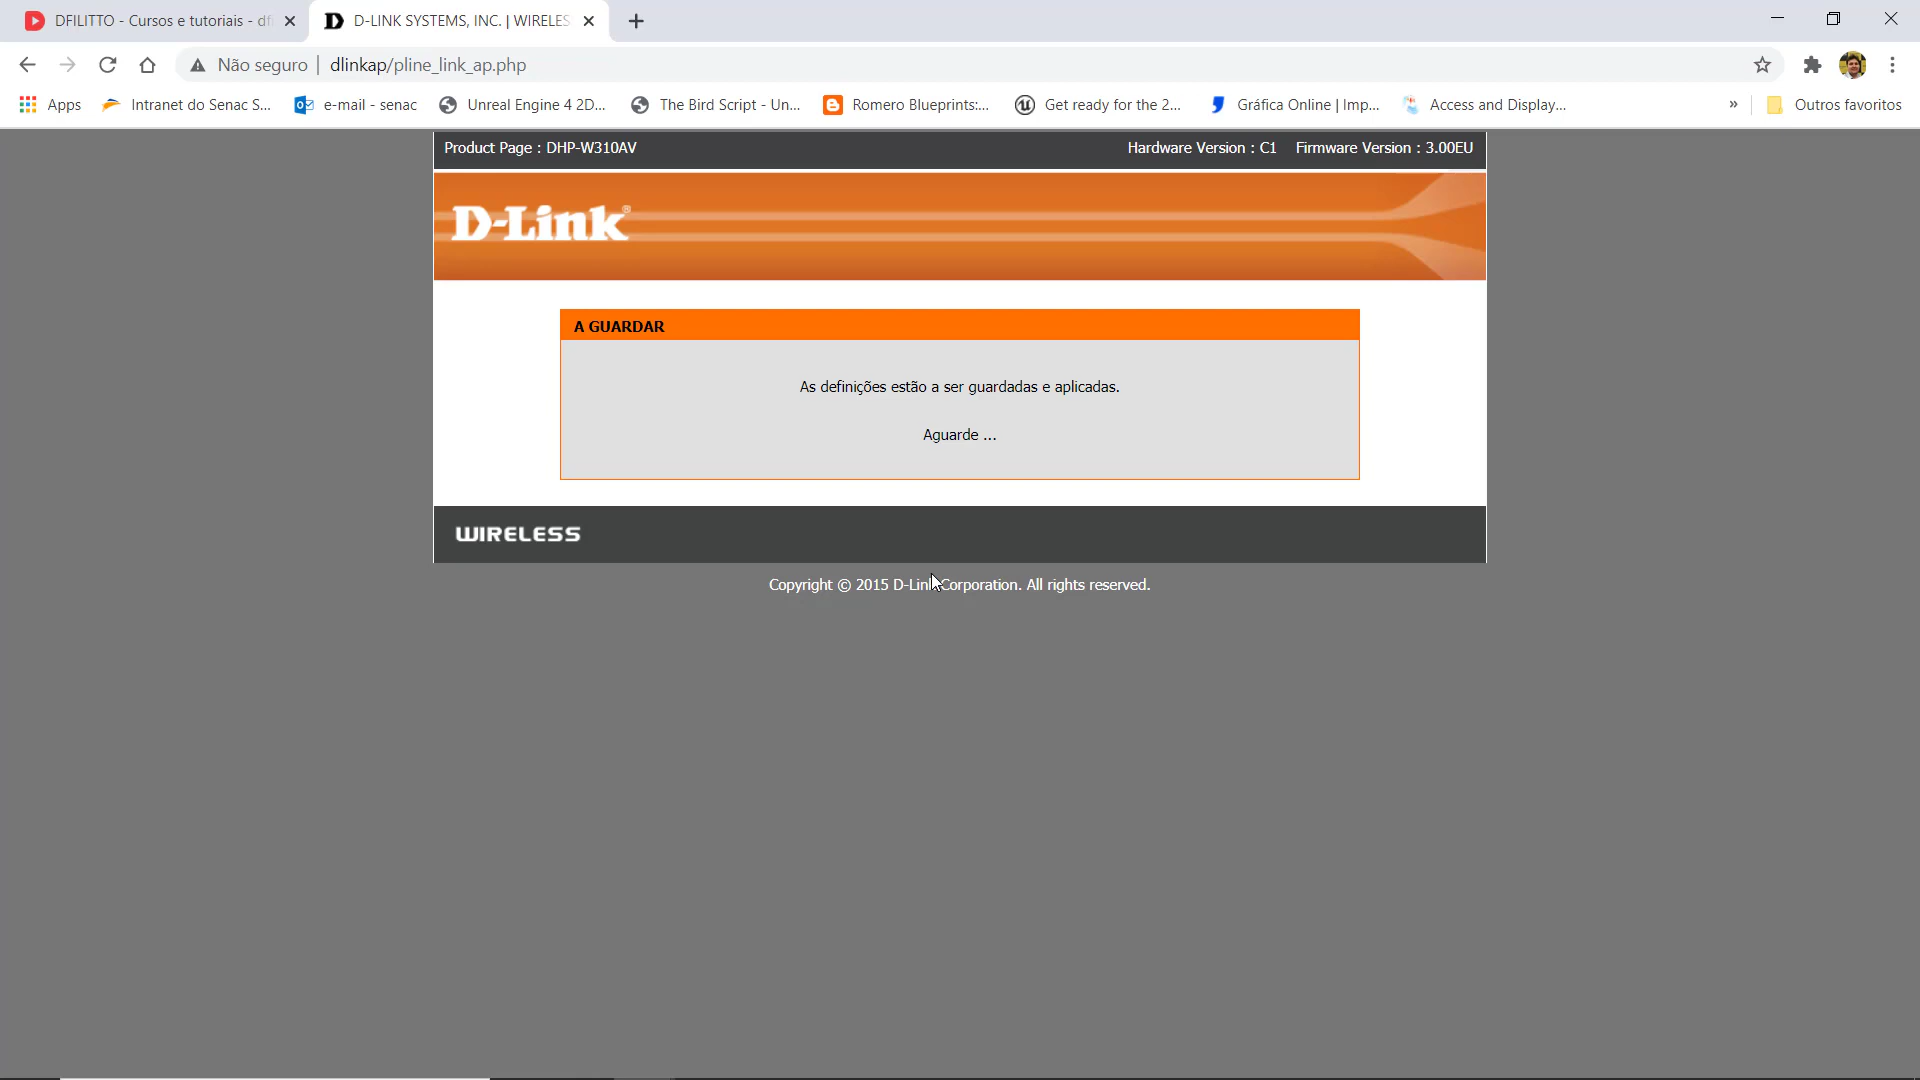 DFILITTO - Cursos e tutoriais - dfi
D-LINK SYSTEMS, INC. | WIRELES
Não seguro | dlinkap/pline_link_ap.php
Apps
Intranet do Senac S...
e-mail - senac
Unreal Engine 4 2D...
The Bird Script - Un...
Romero Blueprints:...
Get ready for the 2...
Gráfica Online | Imp...
Access and Display...
»
Outros favoritos
Product Page : DHP-W310AV
Hardware Version : C1
Firmware Version : 3.00EU
D-Link®
A GUARDAR
As definições estão a ser guardadas e aplicadas.
Aguarde ...
WIRELESS
Copyright © 2015 D-Link Corporation. All rights reserved.